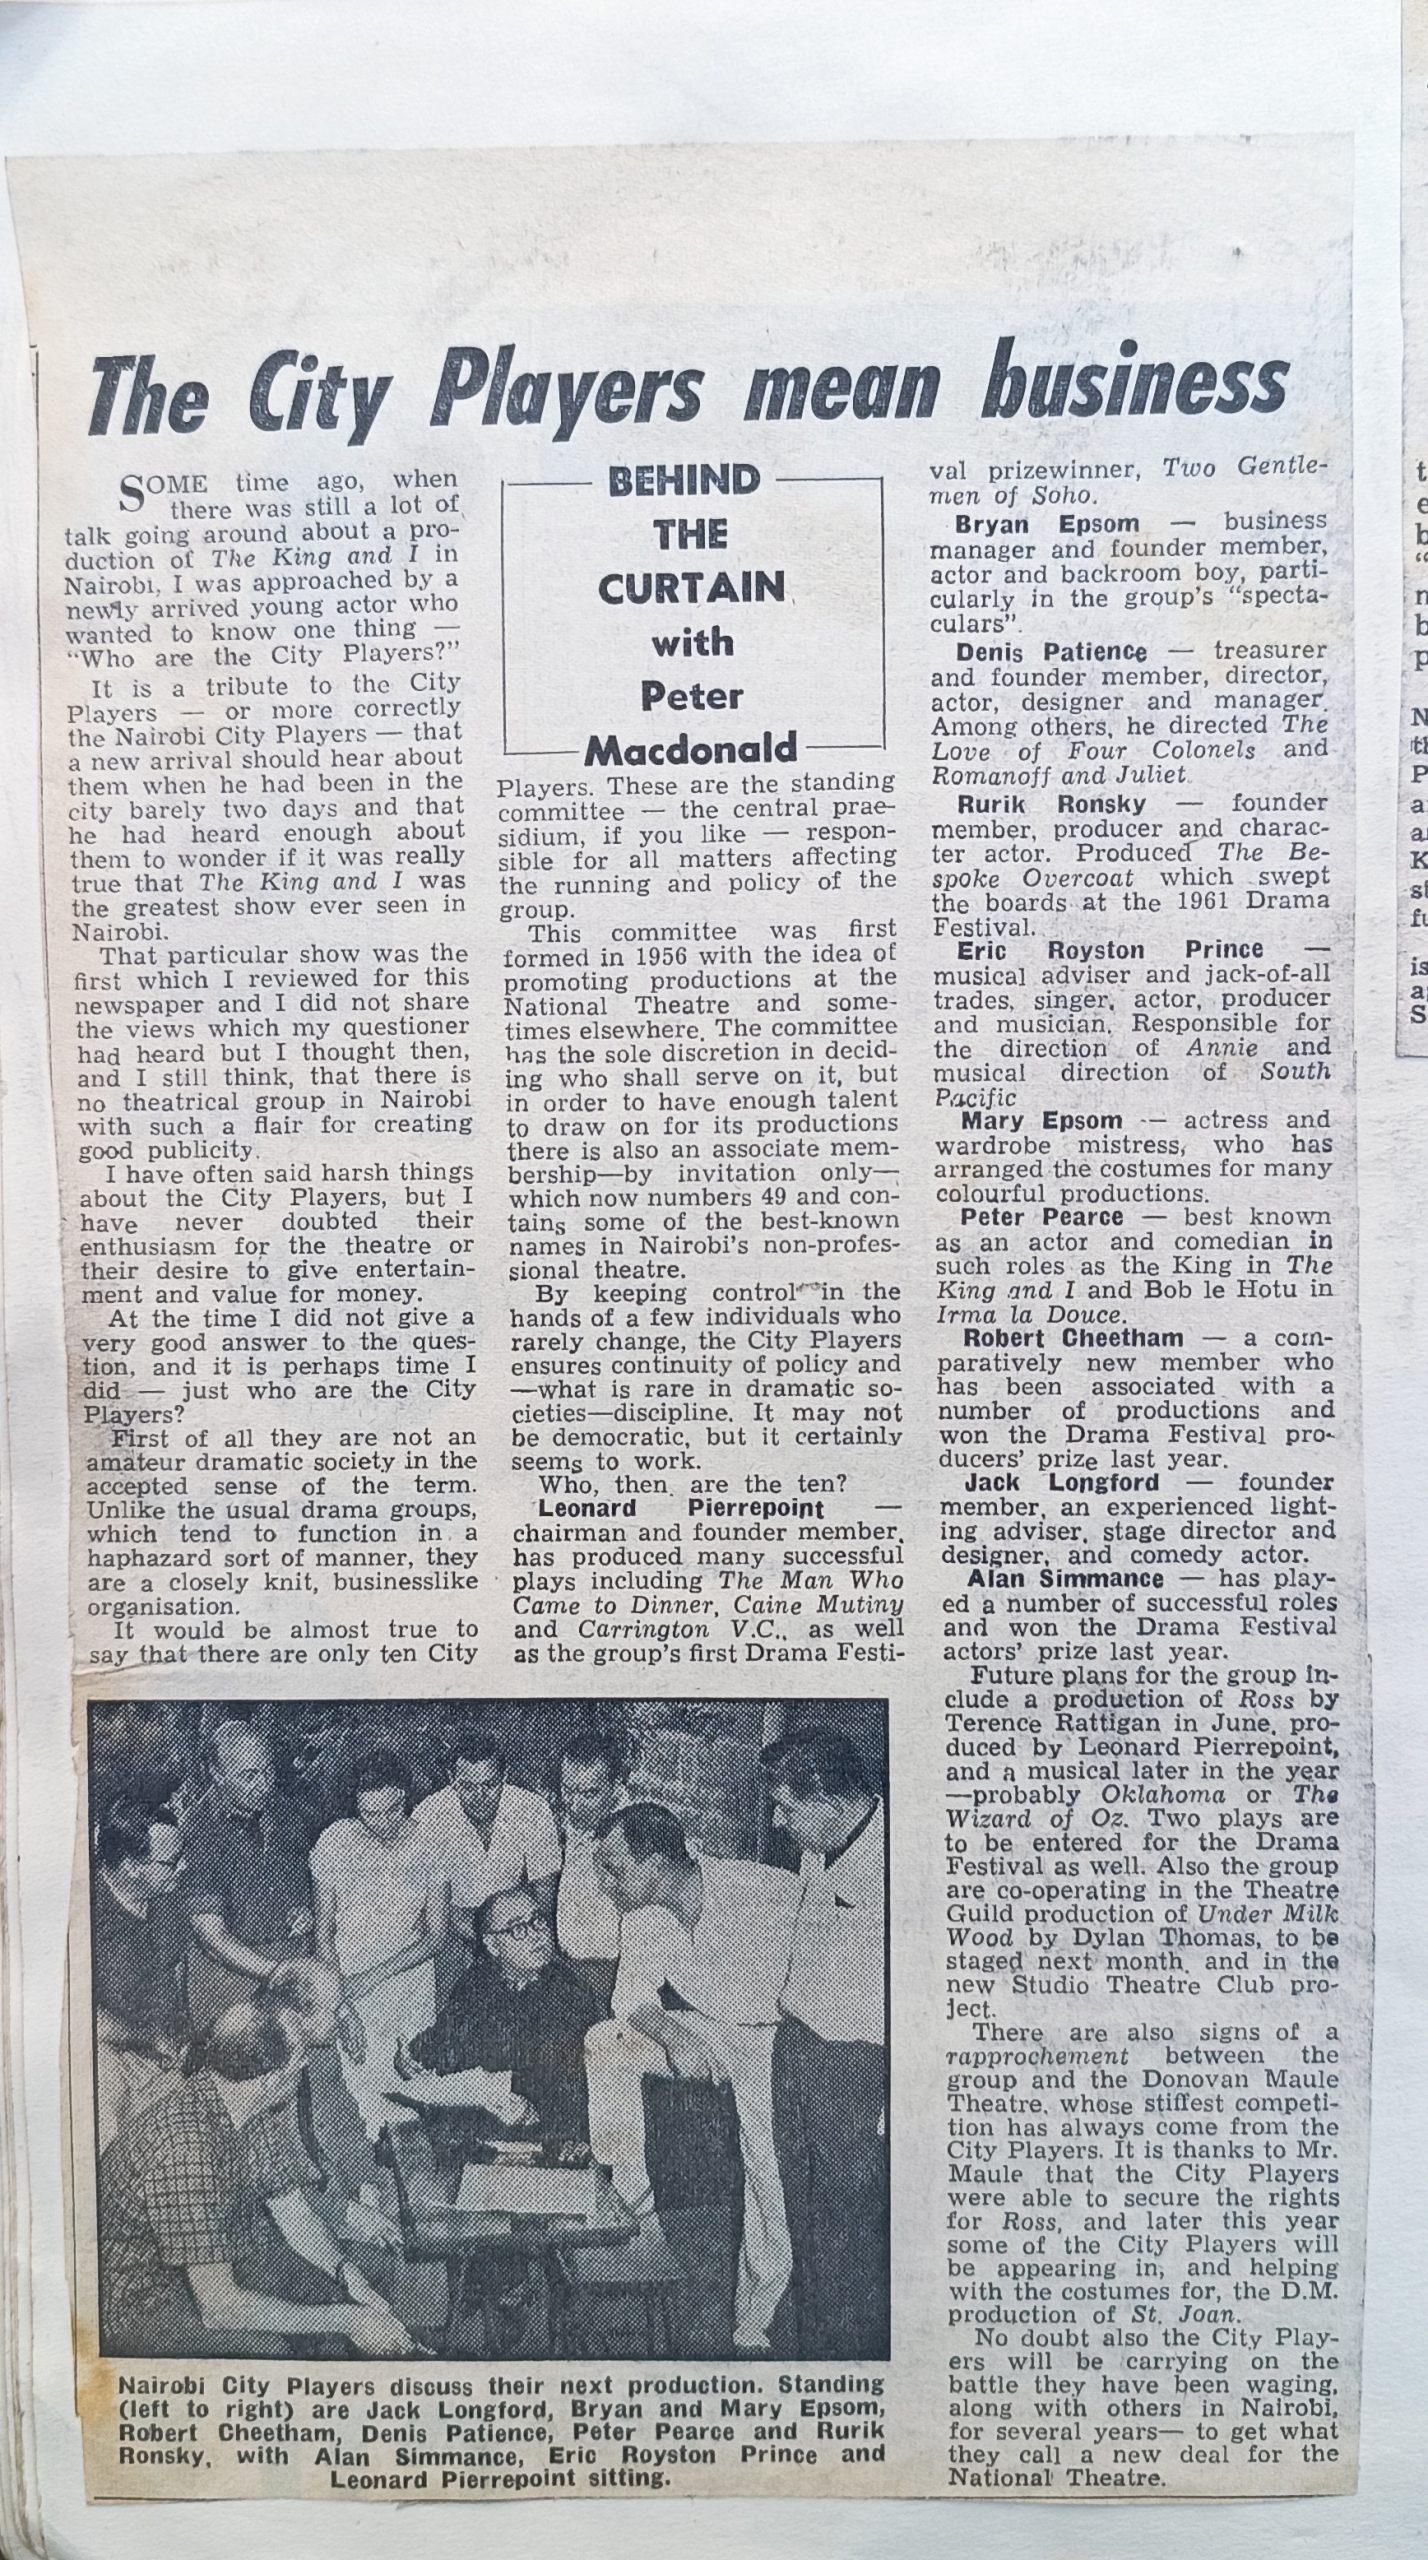 The City Players mean business
SOME time ago, when
there was still a lot of
talk going around about a pro-
duction of The King and I in
Nairobi, I was approached by a
newly arrived young actor who
wanted to know one thing —
"Who are the City Players?"
It is a tribute to the City
Players — or more correctly
the Nairobi City Players — that
a new arrival should hear about
them when he had been in the
city barely two days and that
he had heard enough about
them to wonder if it was really
true that The King and I was
the greatest show ever seen in
Nairobi.
That particular show was the
first which I reviewed for this
newspaper and I did not share
the views which my questioner
had heard but I thought then,
and I still think, that there is
no theatrical group in Nairobi
with such a flair for creating
good publicity.
I have often said harsh things
about the City Players, but I
have never doubted their
enthusiasm for the theatre or
their desire to give entertain-
ment and value for money.
At the time I did not give a
very good answer to the ques-
tion, and it is perhaps time I
did — just who are the City
Players?
First of all they are not an
amateur dramatic society in the
accepted sense of the term.
Unlike the usual drama groups,
which tend to function in a
haphazard sort of manner, they
are a closely knit, businesslike
organisation.
It would be almost true to
say that there are only ten City
BEHIND
THE
CURTAIN
with
Peter
Macdonald
Players. These are the standing
committee — the central prae-
sidium, if you like — respon-
sible for all matters affecting
the running and policy of the
group.
This committee was first
formed in 1956 with the idea of
promoting productions at the
National Theatre and some-
times elsewhere. The committee
has the sole discretion in decid-
ing who shall serve on it, but
in order to have enough talent
to draw on for its productions
there is also an associate mem-
bership—by invitation only—
which now numbers 49 and con-
tains some of the best-known
names in Nairobi's non-profes-
sional theatre.
By keeping control in the
hands of a few individuals who
rarely change, the City Players
ensures continuity of policy and
—what is rare in dramatic so-
cieties—discipline. It may not
be democratic, but it certainly
seems to work.
Who, then, are the ten?
Leonard Pierrepoint —
chairman and founder member,
has produced many successful
plays including The Man Who
Came to Dinner, Caine Mutiny
and Carrington V.C., as well
as the group's first Drama Festi-
val prizewinner, Two Gentle-
men of Soho.
Bryan Epsom — business
manager and founder member,
actor and backroom boy, parti-
cularly in the group's "specta-
culars".
Denis Patience — treasurer
and founder member, director,
actor, designer and manager.
Among others, he directed The
Love of Four Colonels and
Romanoff and Juliet.
Rurik Ronsky — founder
member, producer and charac-
ter actor. Produced The Be-
spoke Overcoat which swept
the boards at the 1961 Drama
Festival.
Eric Royston Prince —
musical adviser and jack-of-all
trades, singer, actor, producer
and musician. Responsible for
the direction of Annie and
musical direction of South
Pacific
Mary Epsom — actress and
wardrobe mistress, who has
arranged the costumes for many
colourful productions.
Peter Pearce — best known
as an actor and comedian in
such roles as the King in The
King and I and Bob le Hotu in
Irma la Douce.
Robert Cheetham — a com-
paratively new member who
has been associated with a
number of productions and
won the Drama Festival pro-
ducers' prize last year.
Jack Longford — founder
member, an experienced light-
ing adviser, stage director and
designer, and comedy actor.
Alan Simmance — has play-
ed a number of successful roles
and won the Drama Festival
actors' prize last year.
Future plans for the group in-
clude a production of Ross by
Terence Rattigan in June, pro-
duced by Leonard Pierrepoint,
and a musical later in the year
—probably Oklahoma or The
Wizard of Oz. Two plays are
to be entered for the Drama
Festival as well. Also the group
are co-operating in the Theatre
Guild production of Under Milk
Wood by Dylan Thomas, to be
staged next month, and in the
new Studio Theatre Club pro-
ject.
There are also signs of a
rapprochement between the
group and the Donovan Maule
Theatre, whose stiffest competi-
tion has always come from the
City Players. It is thanks to Mr.
Maule that the City Players
were able to secure the rights
for Ross, and later this year
some of the City Players will
be appearing in, and helping
with the costumes for, the D.M.
production of St. Joan.
No doubt also the City Play-
ers will be carrying on the
battle they have been waging,
along with others in Nairobi,
for several years— to get what
they call a new deal for the
National Theatre.
Nairobi City Players discuss their next production. Standing
(left to right) are Jack Longford, Bryan and Mary Epsom,
Robert Cheetham, Denis Patience, Peter Pearce and Rurik
Ronsky, with Alan Simmance, Eric Royston Prince and
Leonard Pierrepoint sitting.